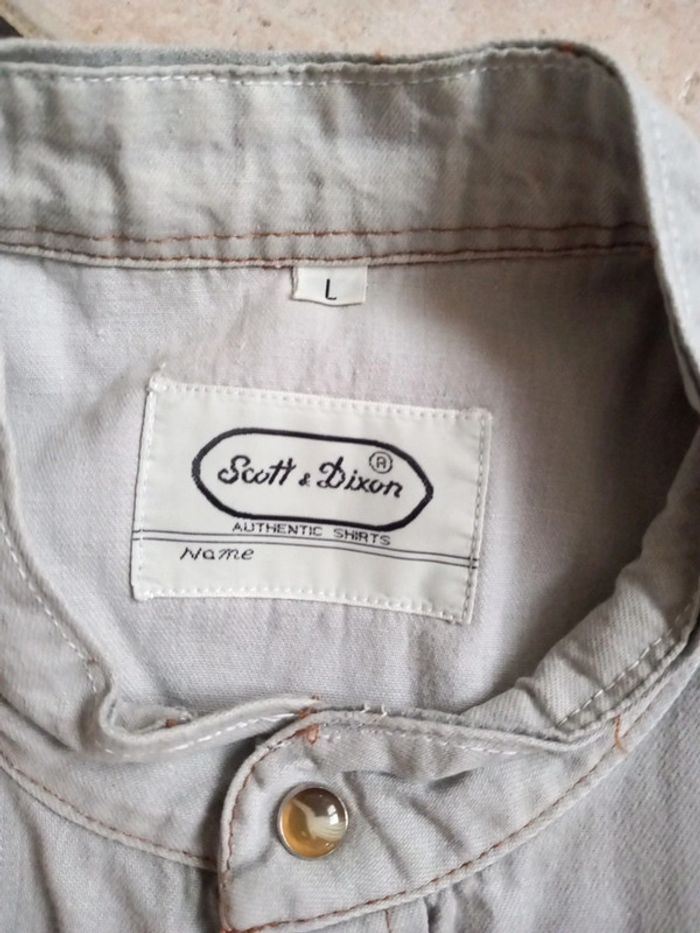 L
Scott & Dixon ®
AUTHENTIC SHIRTS
Name